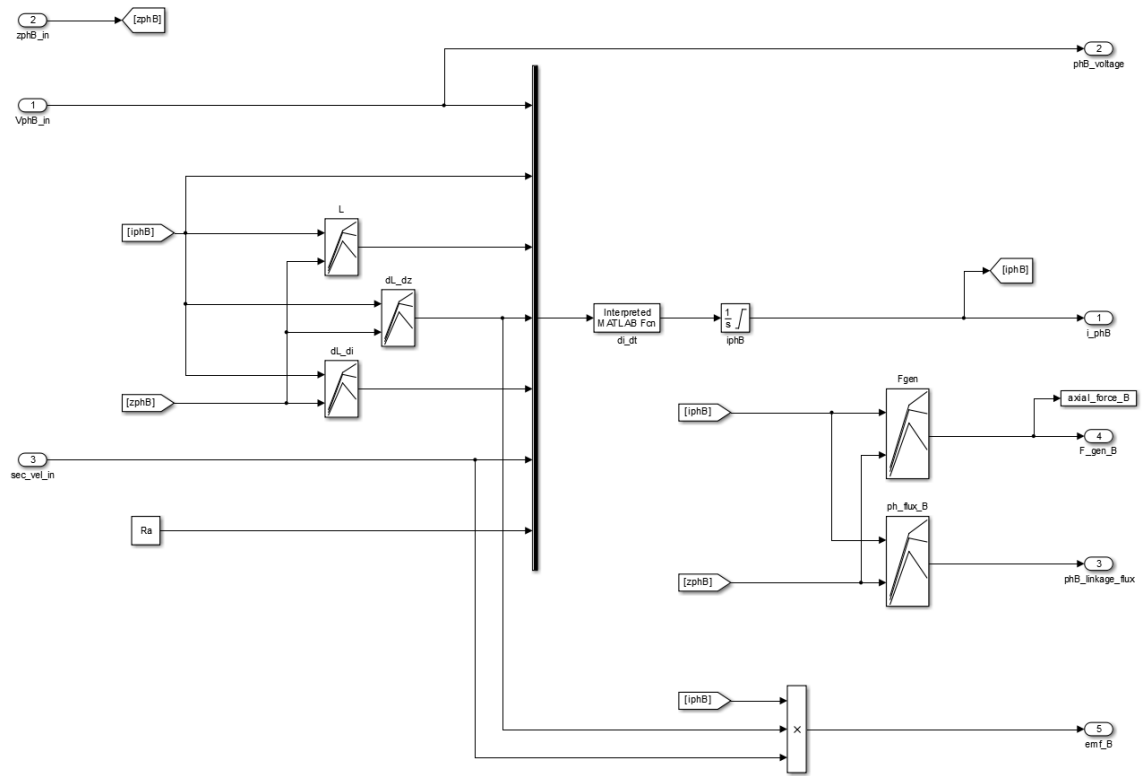 2
zphB_in
[zphB]
2
phB_voltage
1
VphB_in
[iphB]
L
dL_dz
dL_di
[zphB]
3
sec_vel_in
Ra
Interpreted
MATLAB Fcn
di_dt
1
s
iphB
[iphB]
1
i_phB
Fgen
[iphB]
axial_force_B
4
F_gen_B
ph_flux_B
[zphB]
3
phB_linkage_flux
[iphB]
×
5
emf_B